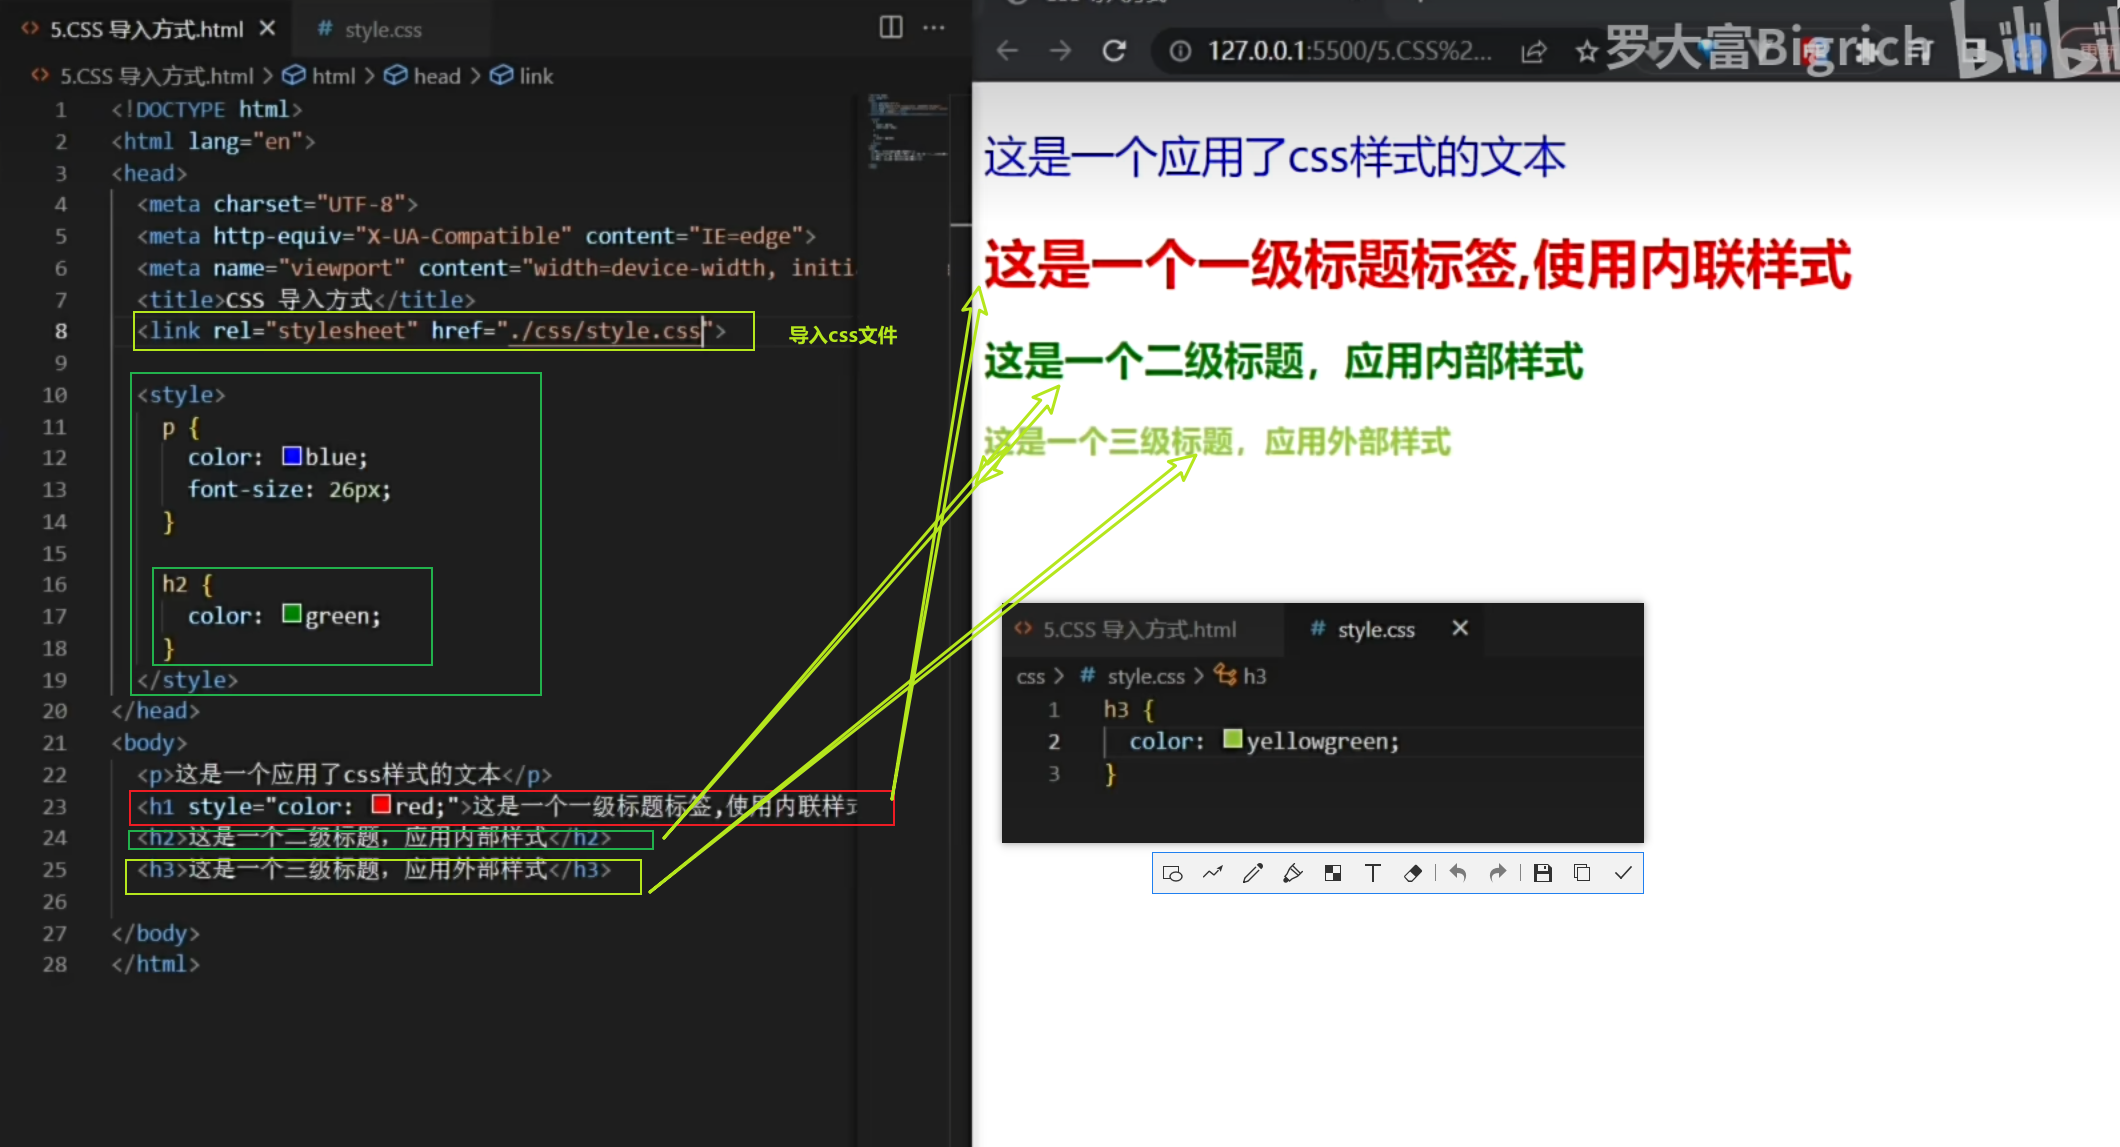 5.CSS 导入方式.html
# style.css
5.CSS 导入方式.html > html > head > link
1 <!DOCTYPE html>
2 <html lang="en">
3 <head>
4 <meta charset="UTF-8">
5 <meta http-equiv="X-UA-Compatible" content="IE=edge">
6 <meta name="viewport" content="width=device-width, initi
7 <title>CSS 导入方式</title>
8 <link rel="stylesheet" href="./css/style.css">
导入css文件
9
10 <style>
11 p {
12 color: blue;
13 font-size: 26px;
14 }
15
16 h2 {
17 color: green;
18 }
19 </style>
20 </head>
21 <body>
22 <p>这是一个应用了css样式的文本</p>
23 <h1 style="color: red;">这是一个一级标题标签,使用内联样式
24 <h2>这是一个二级标题，应用内部样式</h2>
25 <h3>这是一个三级标题，应用外部样式</h3>
26
27 </body>
28 </html>
127.0.0.1:5500/5.CSS%2...
罗大富Bigrich
这是一个应用了css样式的文本
这是一个一级标题标签,使用内联样式
这是一个二级标题，应用内部样式
这是一个三级标题，应用外部样式
5.CSS 导入方式.html
# style.css
css > # style.css > h3
1 h3 {
2 color: yellowgreen;
3 }